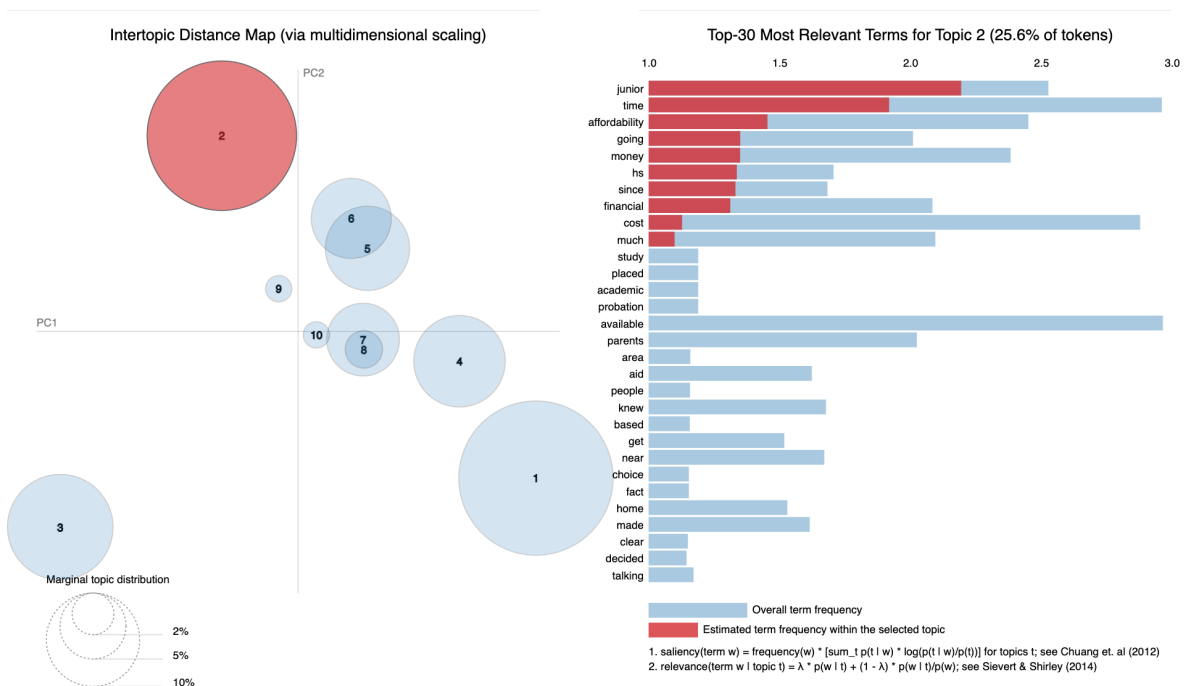 Intertopic Distance Map (via multidimensional scaling)
PC2
PC1
2
6
5
9
10
7
8
4
1
3
Marginal topic distribution
2%
5%
10%
Top-30 Most Relevant Terms for Topic 2 (25.6% of tokens)
1.0 1.5 2.0 2.5 3.0
junior
time
affordability
going
money
hs
since
financial
cost
much
study
placed
academic
probation
available
parents
area
aid
people
knew
based
get
near
choice
fact
home
made
clear
decided
talking
Overall term frequency
Estimated term frequency within the selected topic
1. saliency(term w) = frequency(w) * [sum_t p(t | w) * log(p(t | w)/p(t))] for topics t; see Chuang et. al (2012)
2. relevance(term w | topic t) = λ * p(w | t) + (1 - λ) * p(w | t)/p(w); see Sievert & Shirley (2014)